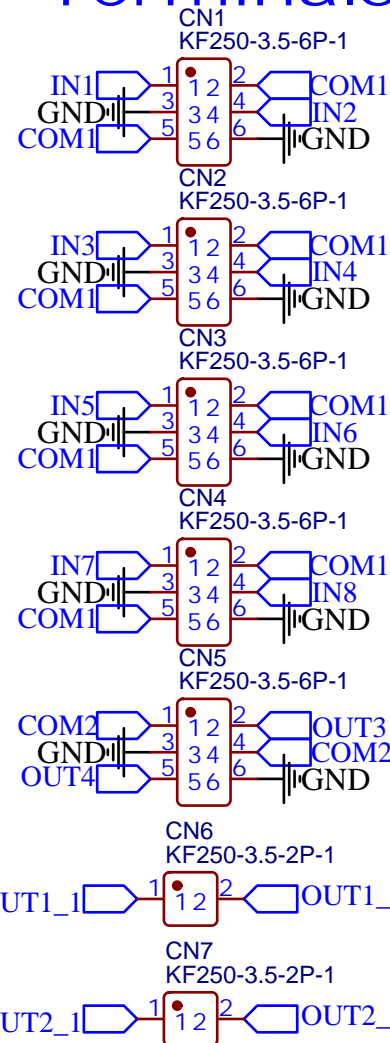 CN1
KF250-3.5-6P-1
IN1 1 1 2 2 COM1
GND 3 3 4 4 IN2
COM1 5 5 6 6 GND
CN2
KF250-3.5-6P-1
IN3 1 1 2 2 COM1
GND 3 3 4 4 IN4
COM1 5 5 6 6 GND
CN3
KF250-3.5-6P-1
IN5 1 1 2 2 COM1
GND 3 3 4 4 IN6
COM1 5 5 6 6 GND
CN4
KF250-3.5-6P-1
IN7 1 1 2 2 COM1
GND 3 3 4 4 IN8
COM1 5 5 6 6 GND
CN5
KF250-3.5-6P-1
COM2 1 1 2 2 OUT3
GND 3 3 4 4 COM2
OUT4 5 5 6 6 GND
CN6
KF250-3.5-2P-1
UT1_1 1 1 2 2 OUT1_
CN7
KF250-3.5-2P-1
UT2_1 1 1 2 2 OUT2_